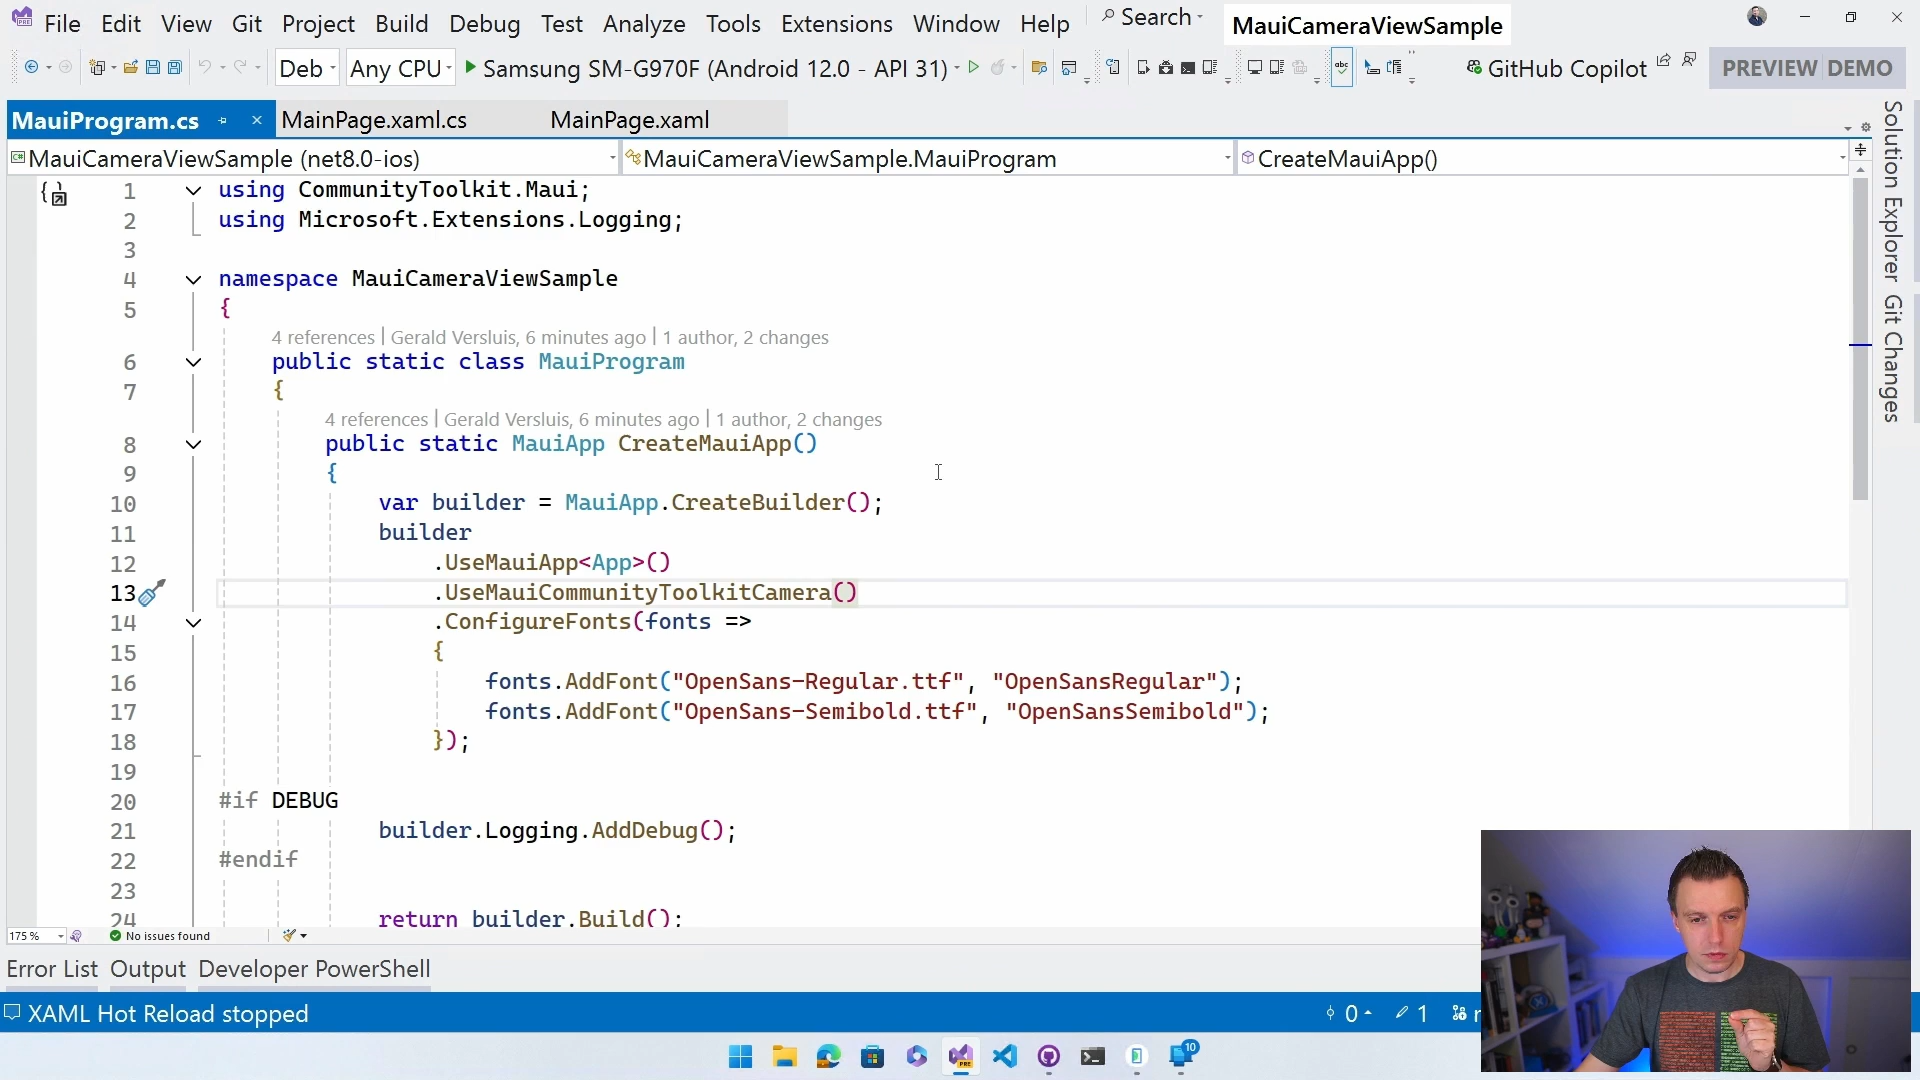 File Edit View Git Project Build Debug Test Analyze Tools Extensions Window Help Search MauiCameraViewSample
Deb Any CPU Samsung SM-G970F (Android 12.0 - API 31) abc GitHub Copilot PREVIEW DEMO
MauiProgram.cs MainPage.xaml.cs MainPage.xaml
MauiCameraViewSample (net8.0-ios) MauiCameraViewSample.MauiProgram CreateMauiApp()
Solution Explorer
Git Changes
1 using CommunityToolkit.Maui;
2 using Microsoft.Extensions.Logging;
3
4 namespace MauiCameraViewSample
5 {
4 references | Gerald Versluis, 6 minutes ago | 1 author, 2 changes
6 public static class MauiProgram
7 {
4 references | Gerald Versluis, 6 minutes ago | 1 author, 2 changes
8 public static MauiApp CreateMauiApp()
9 {
10 var builder = MauiApp.CreateBuilder();
11 builder
12 .UseMauiApp<App>()
13 .UseMauiCommunityToolkitCamera()
14 .ConfigureFonts(fonts =>
15 {
16 fonts.AddFont("OpenSans-Regular.ttf", "OpenSansRegular");
17 fonts.AddFont("OpenSans-Semibold.ttf", "OpenSansSemibold");
18 });
19
20 #if DEBUG
21 builder.Logging.AddDebug();
22 #endif
23
24 return builder.Build();
175 % No issues found
Error List Output Developer PowerShell
XAML Hot Reload stopped 0 1
10